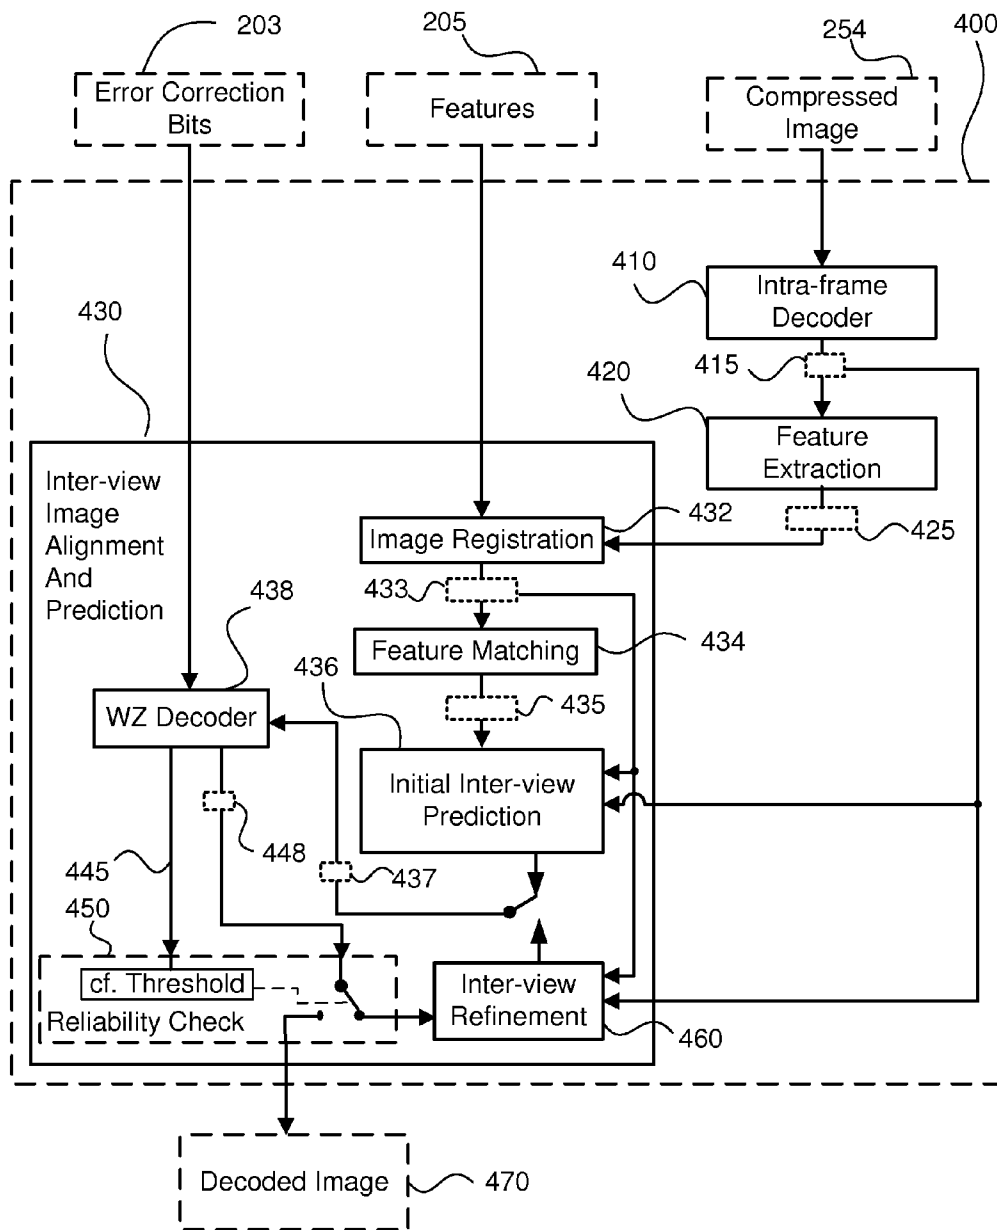 203
205
254
400
Error Correction
Bits
Features
Compressed
Image
410
Intra-frame
Decoder
430
415
420
Feature
Extraction
Inter-view
Image
Alignment
And
Prediction
432
Image Registration
425
433
438
Feature Matching
434
436
435
WZ Decoder
Initial Inter-view
Prediction
448
437
445
450
cf. Threshold
Reliability Check
Inter-view
Refinement
460
Decoded Image
470